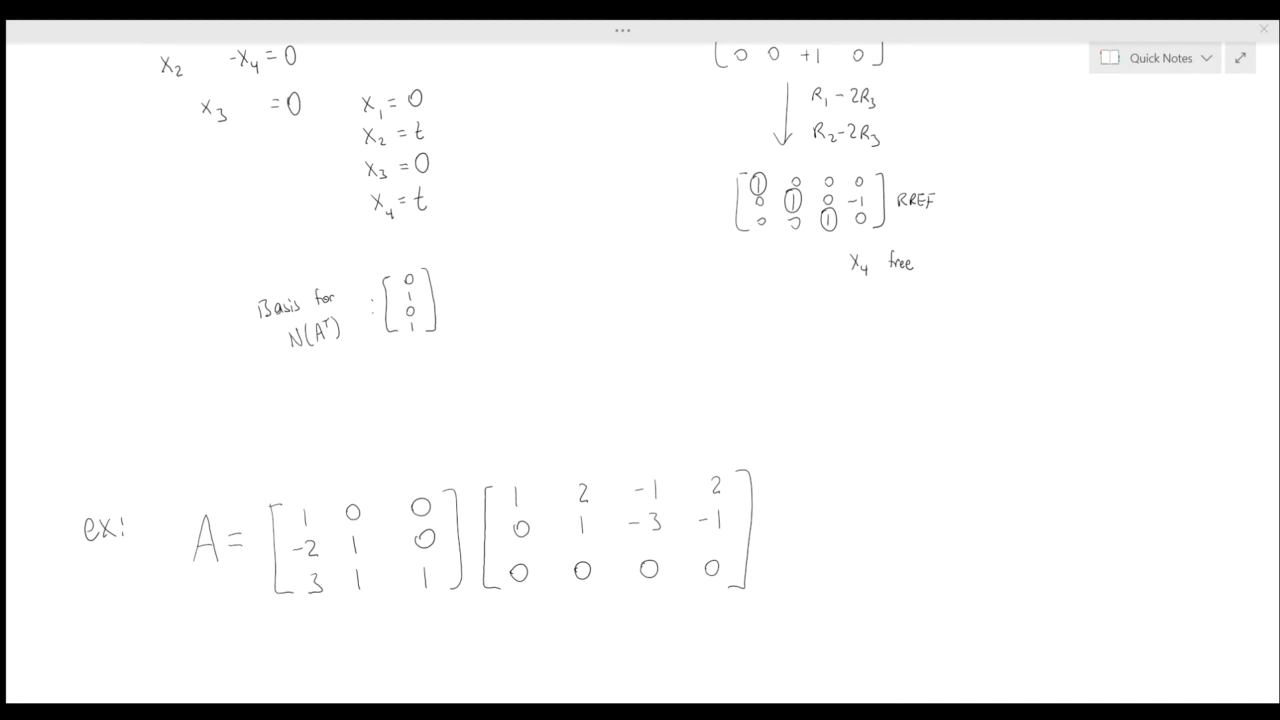 x₂ -x₄ = 0
x₃ = 0
x₁ = 0
x₂ = t
x₃ = 0
x₄ = t
[ 0 0 +1 0 ]
R₁ - 2R₃
R₂ - 2R₃
[ 1 0 0 0
0 1 0 -1
0 0 1 0 ] RREF
x₄ free
Basis for
N(Aᵀ) : [ 0
1
0
1 ]
ex: A = [ 1 0 0
-2 1 0
3 1 1 ]
[ 1 2 -1 2
0 1 -3 -1
0 0 0 0 ]
Quick Notes